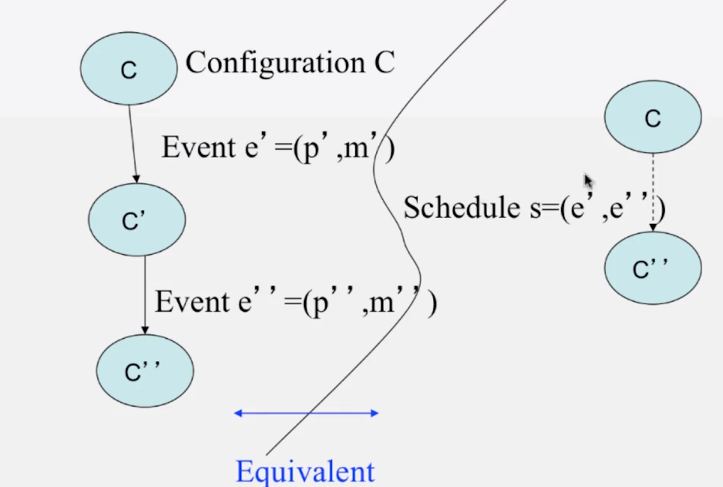 C
Configuration C
Event e’=(p’,m’)
C’
Event e’’=(p’’,m’’)
C’’
C
Schedule s=(e’,e’’)
C’’
Equivalent